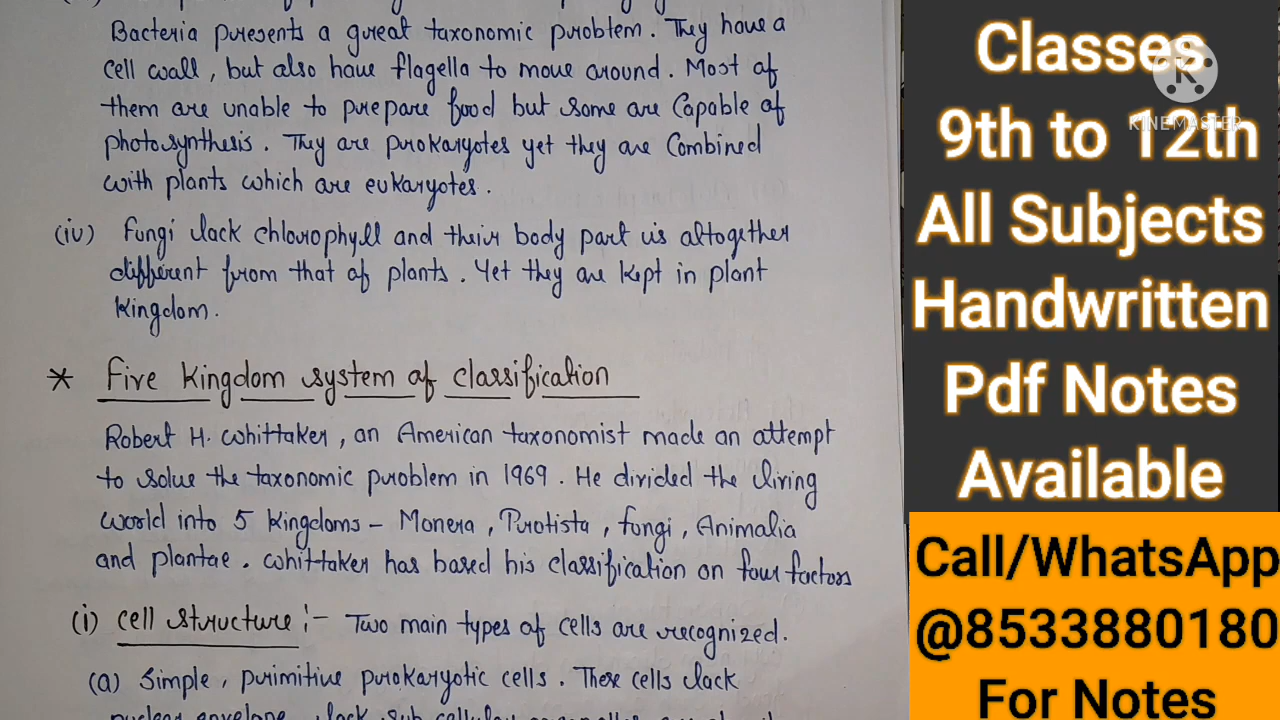 Bacteria presents a great taxonomic problem. They have a
cell wall, but also have flagella to move around. Most of
them are unable to prepare food but some are capable of
photosynthesis. They are prokaryotes yet they are combined
with plants which are eukaryotes.
(iv) Fungi lack chlorophyll and their body part is altogether
different from that of plants. Yet they are kept in plant
kingdom.
* Five kingdom system of classification
Robert H. Whittaker, an American taxonomist made an attempt
to solve the taxonomic problem in 1969. He divided the living
world into 5 kingdoms - Monera, Protista, fungi, Animalia
and plantae. Whittaker has based his classification on four factors
(i) cell structure :- Two main types of cells are recognized.
(a) Simple, primitive prokaryotic cells. These cells lack
nuclear envelope, lack sub cellular
Classes
9th to 12th
All Subjects
Handwritten
Pdf Notes
Available
K
KINEMASTER
Call/WhatsApp
@8533880180
For Notes